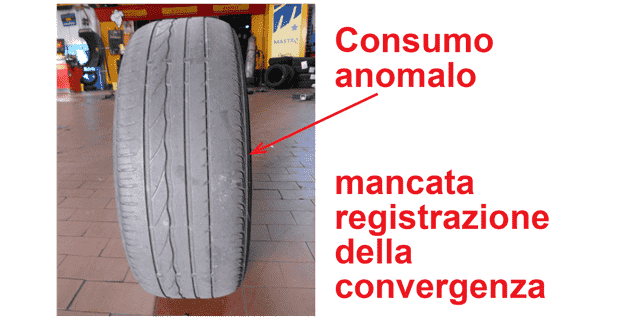 Consumo
anomalo
mancata
registrazione
della
convergenza